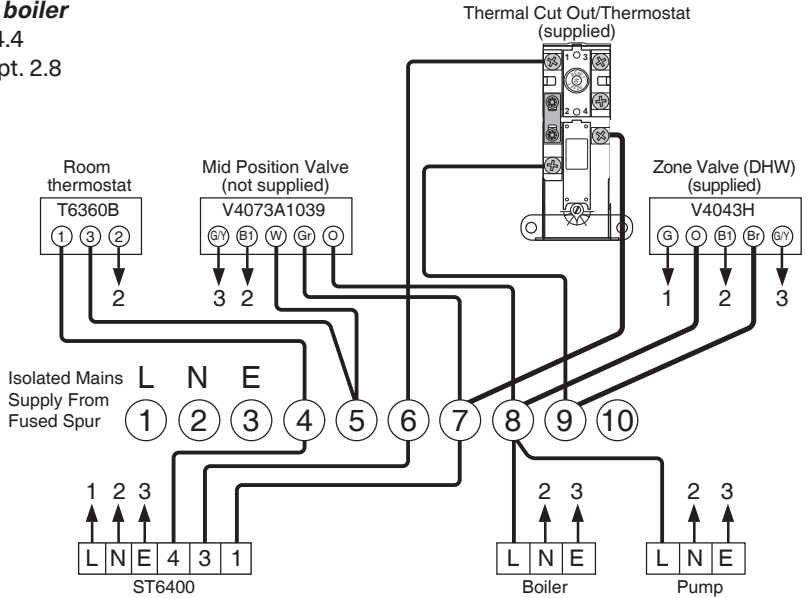 boiler
4.4
pt. 2.8
Thermal Cut Out/Thermostat
(supplied)
1 3
2 4
Room
thermostat
T6360B
1 3 2
2
Mid Position Valve
(not supplied)
V4073A1039
G/Y B1 W Gr O
3 2
Zone Valve (DHW)
(supplied)
V4043H
G O B1 Br G/Y
1 2 3
Isolated Mains
Supply From
Fused Spur
L N E
1 2 3 4 5 6 7 8 9 10
1 2 3
L N E 4 3 1
ST6400
2 3
L N E
Boiler
2 3
L N E
Pump